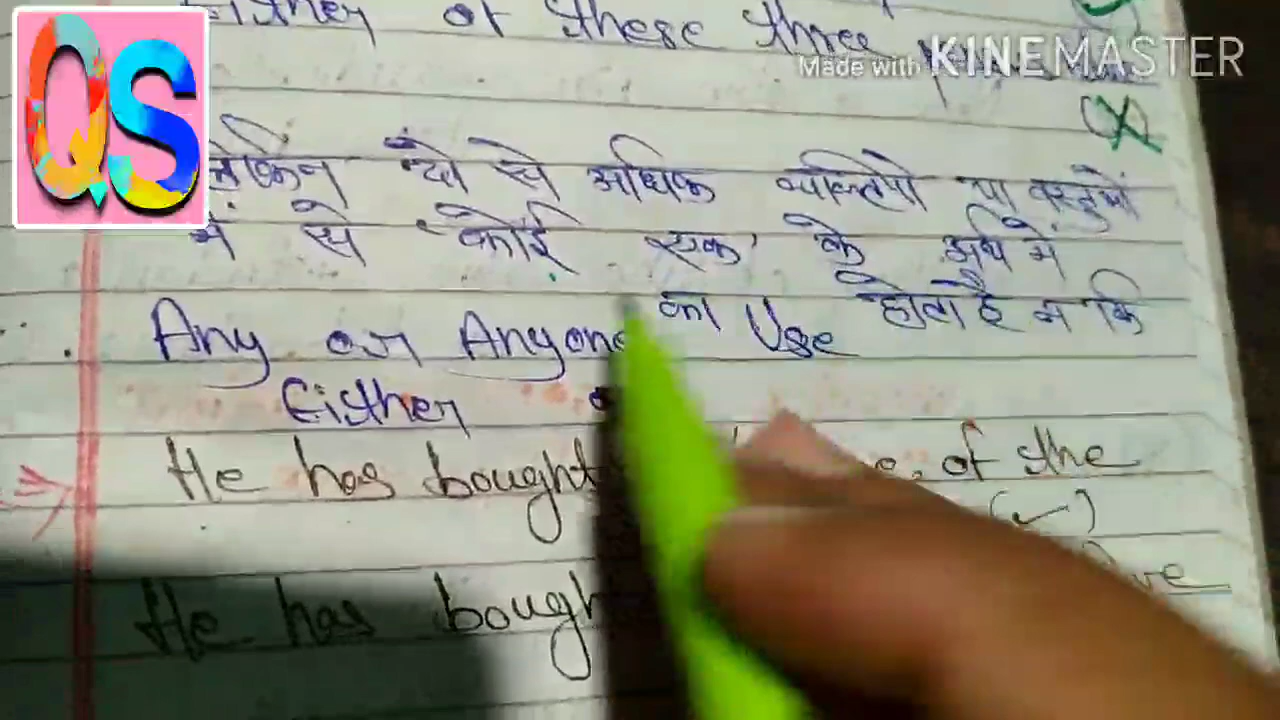 QS
Either of these three
Made with KINEMASTER
लेकिन दो से अधिक व्यक्तियो या वस्तुओं
में से 'कोई एक' के अर्थ में
Any or Anyone का Use होता है न कि
Either
He has bought of the
(✓)
He has bough